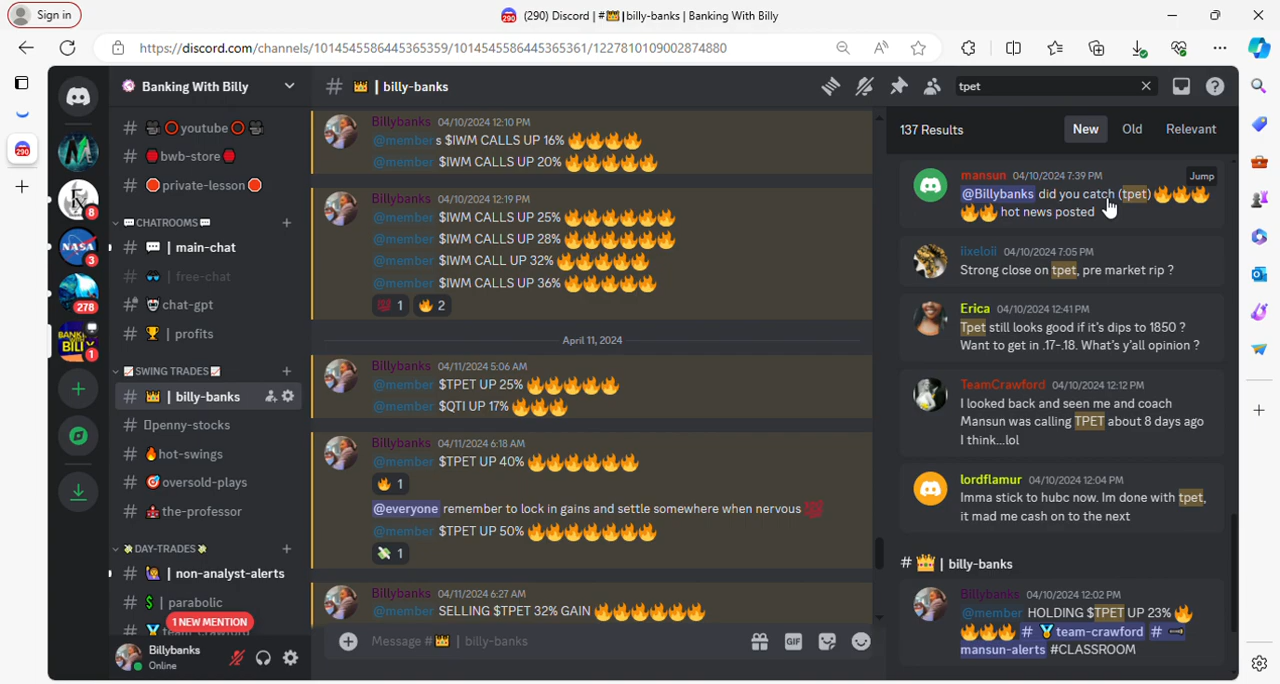 Sign in
(290) Discord | #👑|billy-banks | Banking With Billy
https://discord.com/channels/1014545586445365359/1014545586445365361/1227810109002874880
Banking With Billy
# 👑 | billy-banks
tpet
# 🎥⭕youtube⭕🎥
# 🛑bwb-store🛑
# 🅾private-lesson🅾
💬CHATROOMS💬
# 💬 | main-chat
# free-chat
# chat-gpt
# 🏆 | profits
📈SWING TRADES📈
# 👑 | billy-banks
# penny-stocks
# 🔥hot-swings
# 🎯oversold-plays
# the-professor
💸DAY-TRADES💸
# 🙋 | non-analyst-alerts
# $ | parabolic
1 NEW MENTION
# 🏅 team-crawford
Billybanks
Online
NASA
BANK
BILL
8
3
278
1
290
Billybanks 04/10/2024 12:10 PM
@members $IWM CALLS UP 16% 🔥🔥🔥🔥
@member $IWM CALLS UP 20% 🔥🔥🔥🔥🔥
Billybanks 04/10/2024 12:19 PM
@member $IWM CALLS UP 25% 🔥🔥🔥🔥🔥🔥
@member $IWM CALLS UP 28% 🔥🔥🔥🔥🔥🔥
@member $IWM CALL UP 32% 🔥🔥🔥🔥🔥
@member $IWM CALLS UP 36% 🔥🔥🔥🔥🔥
💯 1 🔥 2
April 11, 2024
Billybanks 04/11/2024 5:06 AM
@member $TPET UP 25% 🔥🔥🔥🔥🔥
@member $QTI UP 17% 🔥🔥🔥
Billybanks 04/11/2024 6:18 AM
@member $TPET UP 40% 🔥🔥🔥🔥🔥🔥
🔥 1
@everyone remember to lock in gains and settle somewhere when nervous 💯
@member $TPET UP 50% 🔥🔥🔥🔥🔥🔥🔥
💸 1
Billybanks 04/11/2024 6:27 AM
@member SELLING $TPET 32% GAIN 🔥🔥🔥🔥🔥🔥
Message #👑 | billy-banks
GIF
137 Results
New
Old
Relevant
mansun 04/10/2024 7:39 PM
Jump
@Billybanks did you catch (tpet)🔥🔥🔥
🔥🔥 hot news posted
iixeloii 04/10/2024 7:05 PM
Strong close on tpet, pre market rip ?
Erica 04/10/2024 12:41 PM
Tpet still looks good if it's dips to 1850 ?
Want to get in .17-.18. What's y'all opinion ?
TeamCrawford 04/10/2024 12:12 PM
I looked back and seen me and coach
Mansun was calling TPET about 8 days ago
I think...lol
lordflamur 04/10/2024 12:04 PM
Imma stick to hubc now. Im done with tpet,
it mad me cash on to the next
# 👑 | billy-banks
Billybanks 04/10/2024 12:02 PM
@member HOLDING $TPET UP 23% 🔥
🔥🔥🔥 # 🏅team-crawford #
mansun-alerts #CLASSROOM